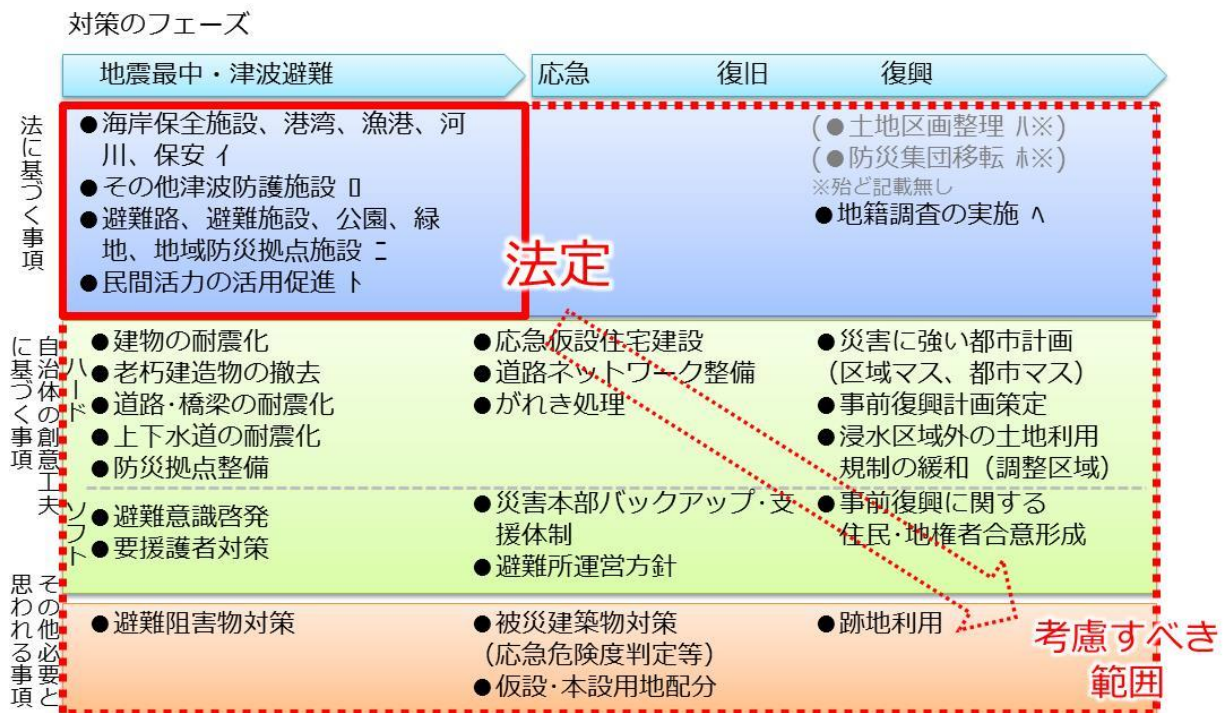 対策のフェーズ
地震最中・津波避難
応急 復旧 復興
法に基づく事項
●海岸保全施設、港湾、漁港、河
川、保安 イ
●その他津波防護施設 ロ
●避難路、避難施設、公園、緑
地、地域防災拠点施設 ニ
●民間活力の活用促進 ト
(●土地区画整理 ハ※)
(●防災集団移転 ホ※)
※殆ど記載無し
●地籍調査の実施 ヘ
法定
自治体の創意工夫
に基づく事項
ハード
●建物の耐震化
●老朽建造物の撤去
●道路・橋梁の耐震化
●上下水道の耐震化
●防災拠点整備
●応急仮設住宅建設
●道路ネットワーク整備
●がれき処理
●災害に強い都市計画
(区域マス、都市マス)
●事前復興計画策定
●浸水区域外の土地利用
規制の緩和(調整区域)
ソフト
●避難意識啓発
●要援護者対策
●災害本部バックアップ・支
援体制
●避難所運営方針
●事前復興に関する
住民・地権者合意形成
その他必要と
思われる事項
●避難阻害物対策
●被災建築物対策
(応急危険度判定等)
●仮設・本設用地配分
●跡地利用
考慮すべき
範囲